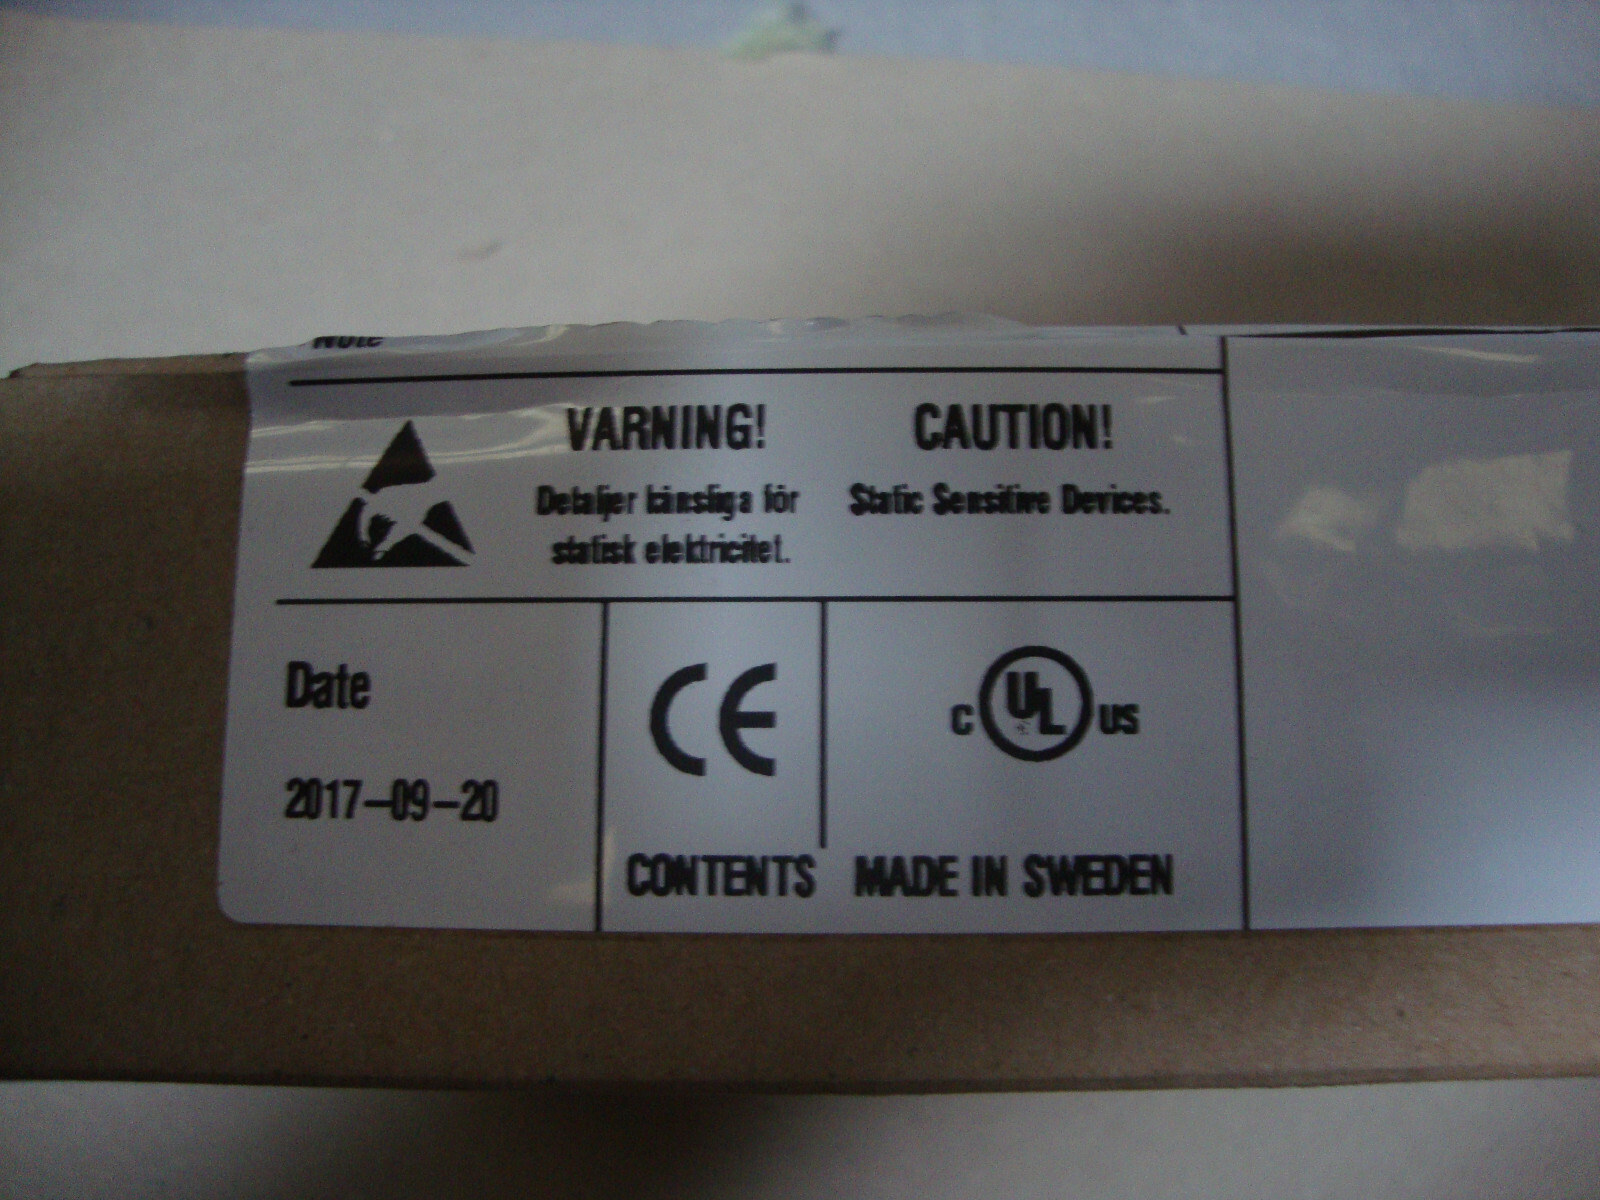 Note
VARNING!
Detaljer känsliga för
statisk elektricitet.
CAUTION!
Static Sensitive Devices.
Date
2017-09-20
CE
C UL US
CONTENTS
MADE IN SWEDEN